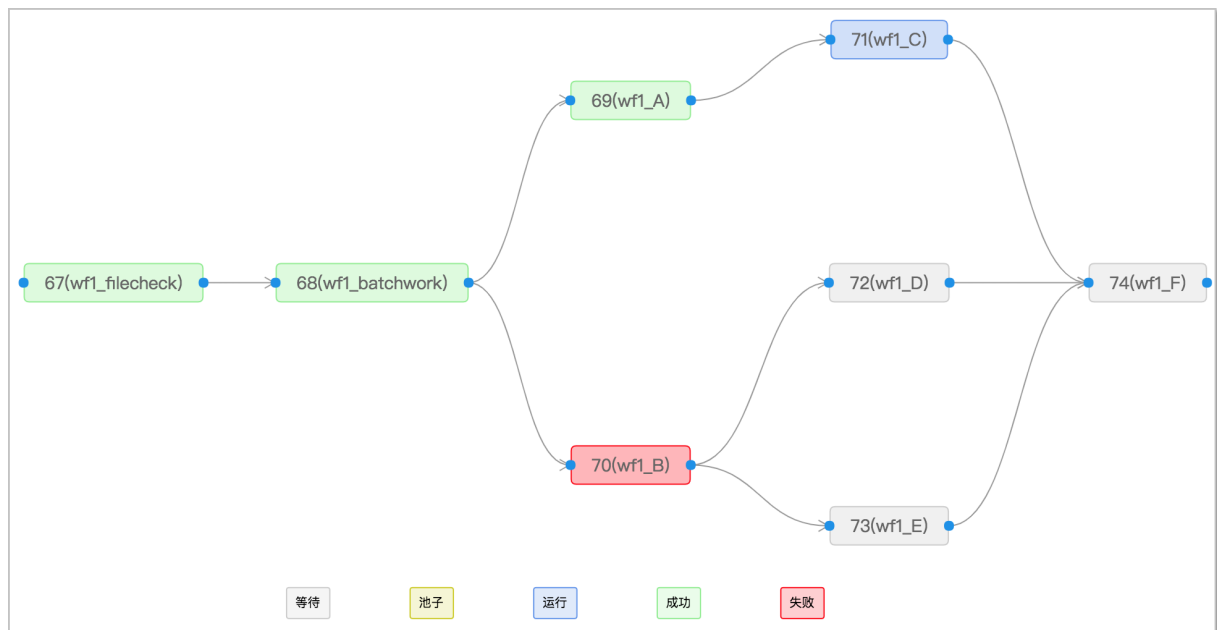 71(wf1_C)
69(wf1_A)
67(wf1_filecheck)
68(wf1_batchwork)
72(wf1_D)
74(wf1_F)
70(wf1_B)
73(wf1_E)
等待
池子
运行
成功
失败